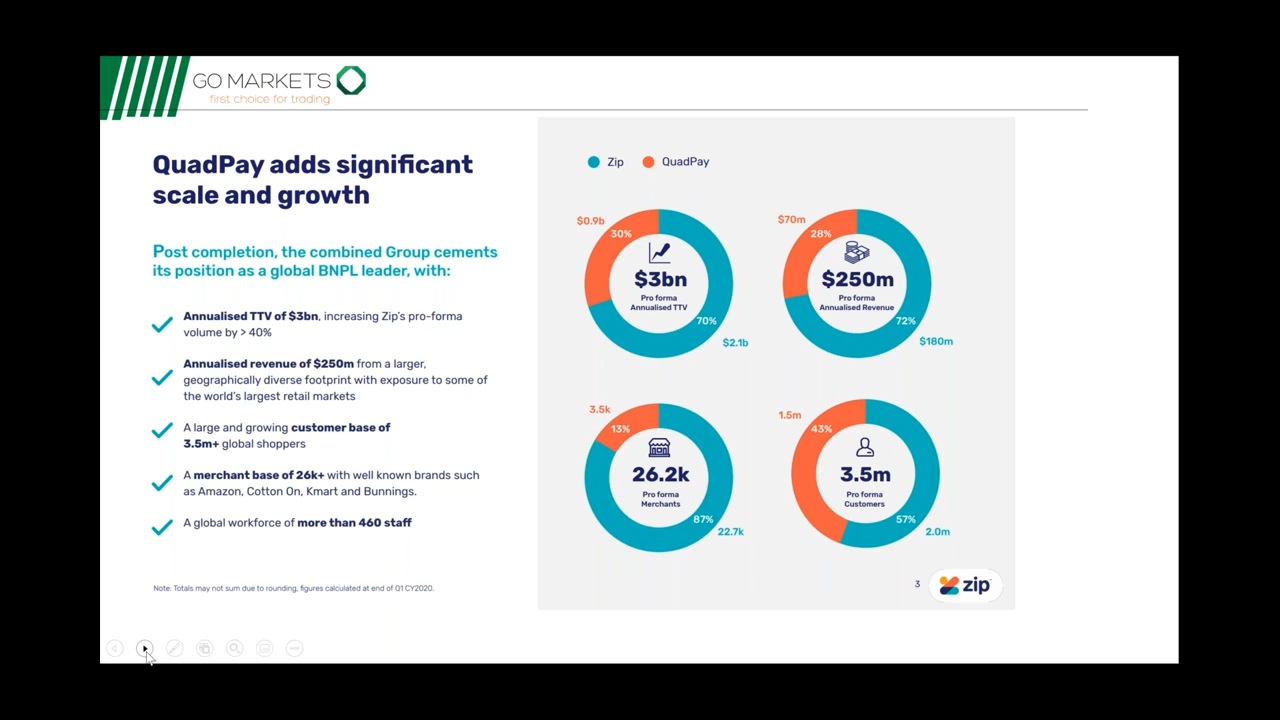 GO MARKETS
first choice for trading
QuadPay adds significant
scale and growth
Post completion, the combined Group cements
its position as a global BNPL leader, with:
Annualised TTV of $3bn, increasing Zip's pro-forma
volume by > 40%
Annualised revenue of $250m from a larger,
geographically diverse footprint with exposure to some of
the world's largest retail markets
A large and growing customer base of
3.5m+ global shoppers
A merchant base of 26k+ with well known brands such
as Amazon, Cotton On, Kmart and Bunnings.
A global workforce of more than 460 staff
Note: Totals may not sum due to rounding, figures calculated at end of Q1 CY2020.
Zip QuadPay
$0.9b
30%
$3bn
Pro forma
Annualised TTV
70%
$2.1b
$70m
28%
$250m
Pro forma
Annualised Revenue
72%
$180m
3.5k
13%
26.2k
Pro forma
Merchants
87%
22.7k
1.5m
43%
3.5m
Pro forma
Customers
57%
2.0m
3
zip